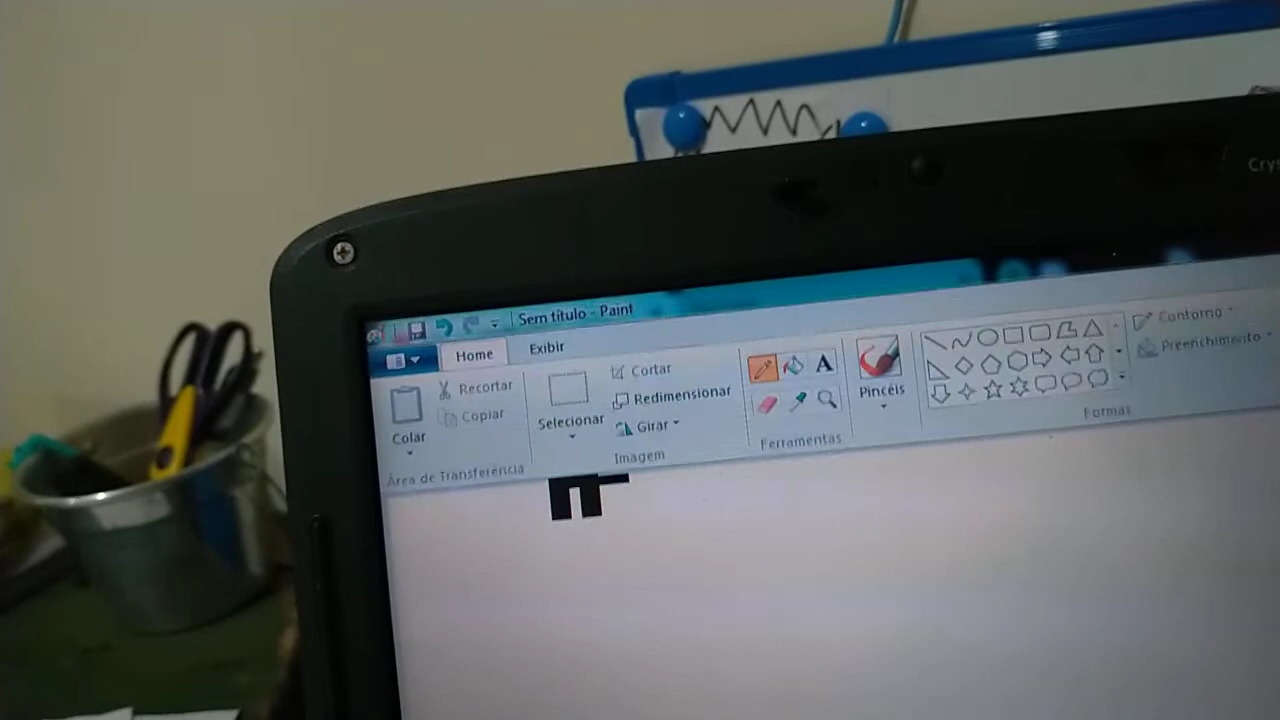 Cry
Sem título - Paint
Home Exibir
Colar
Recortar
Copiar
Área de Transferência
Selecionar
Cortar
Redimensionar
Girar
Imagem
A
Ferramentas
Pincéis
Formas
Contorno
Preenchimento